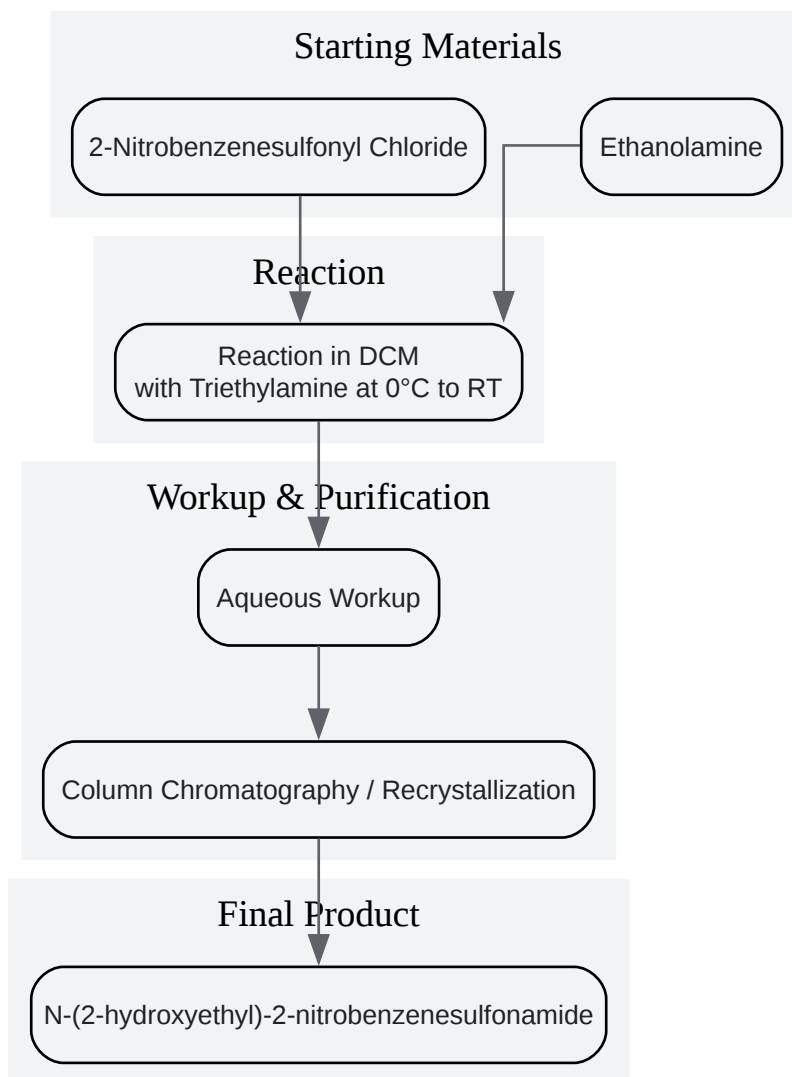 Starting Materials
2-Nitrobenzenesulfonyl Chloride
Ethanolamine
Reaction
Reaction in DCM
with Triethylamine at 0°C to RT
Workup & Purification
Aqueous Workup
Column Chromatography / Recrystallization
Final Product
N-(2-hydroxyethyl)-2-nitrobenzenesulfonamide